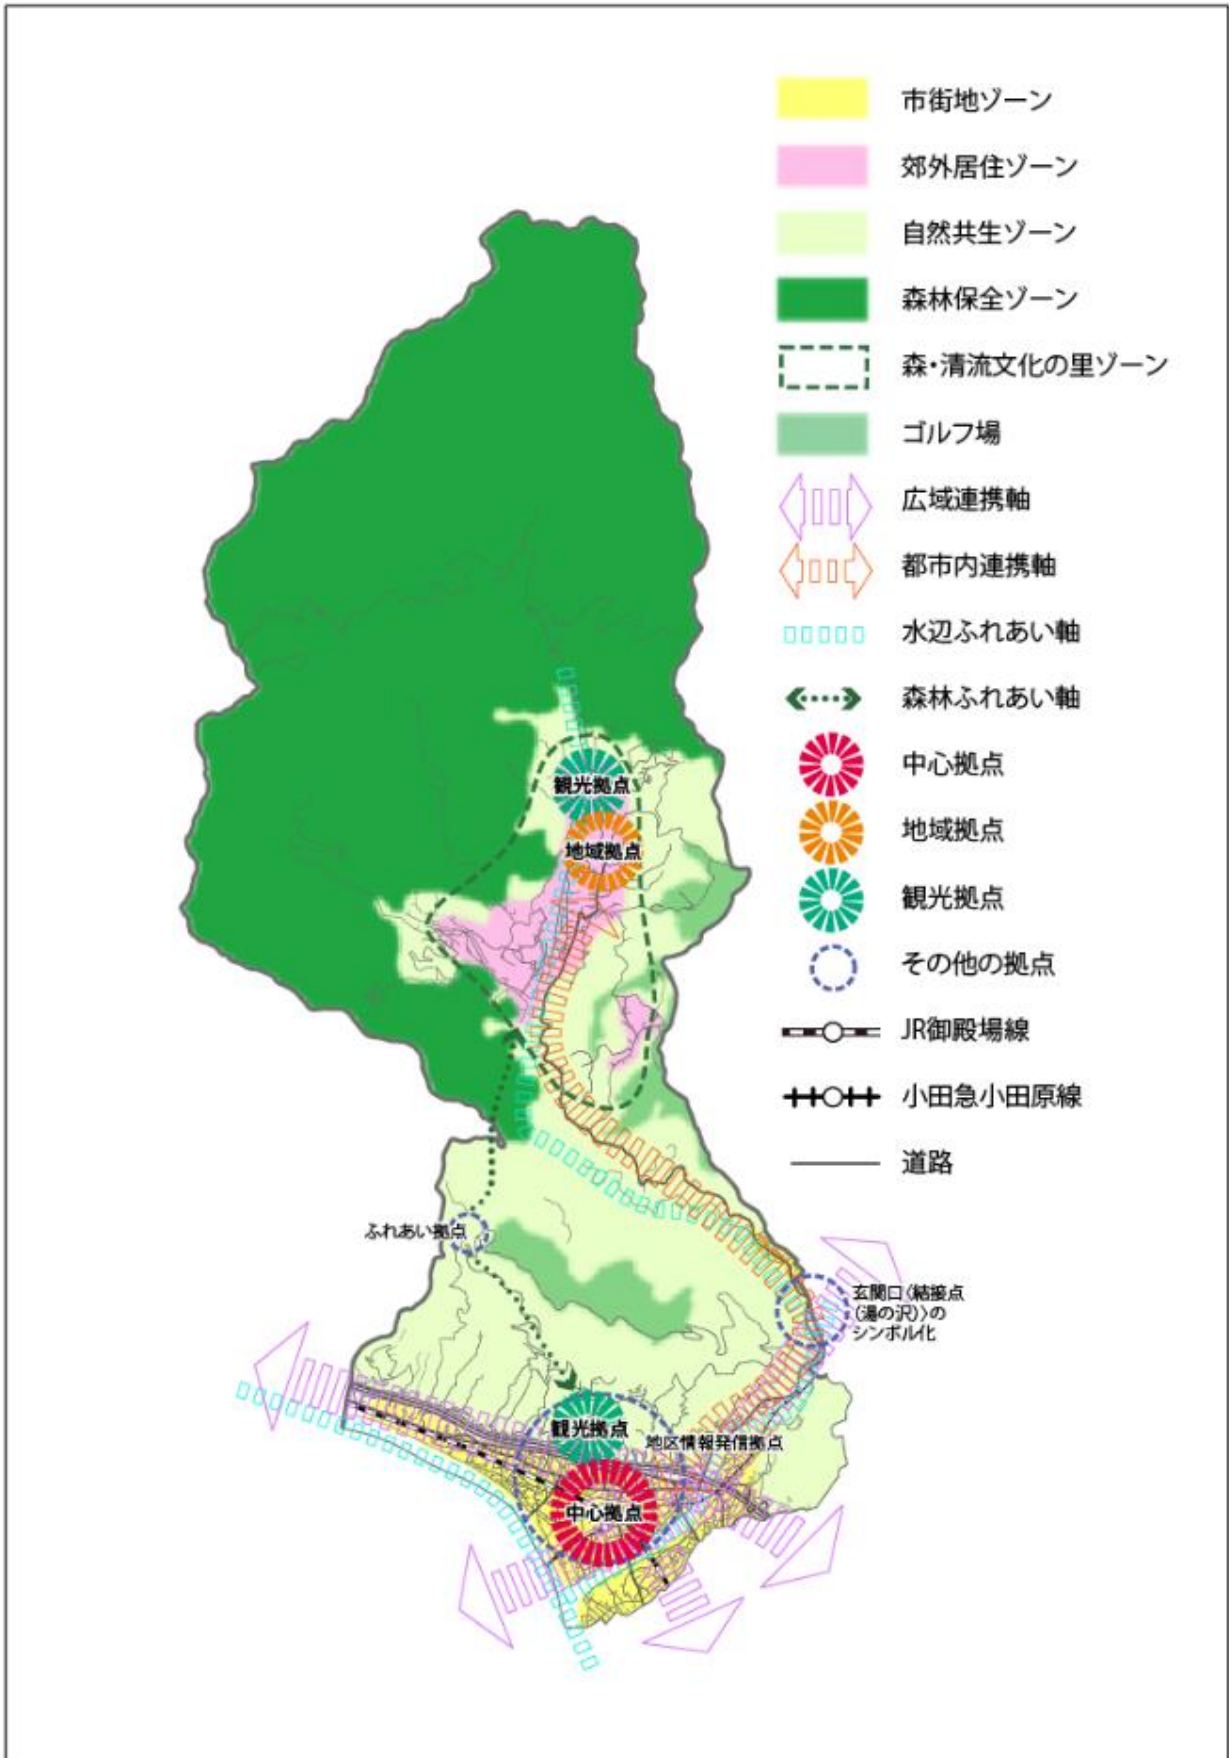 市街地ゾーン
郊外居住ゾーン
自然共生ゾーン
森林保全ゾーン
森・清流文化の里ゾーン
ゴルフ場
広域連携軸
都市内連携軸
水辺ふれあい軸
森林ふれあい軸
中心拠点
地域拠点
観光拠点
その他の拠点
JR御殿場線
小田急小田原線
道路
観光拠点
地域拠点
ふれあい拠点
玄関口〈結接点
(湯の沢)〉の
シンボル化
観光拠点
地区情報発信拠点
中心拠点